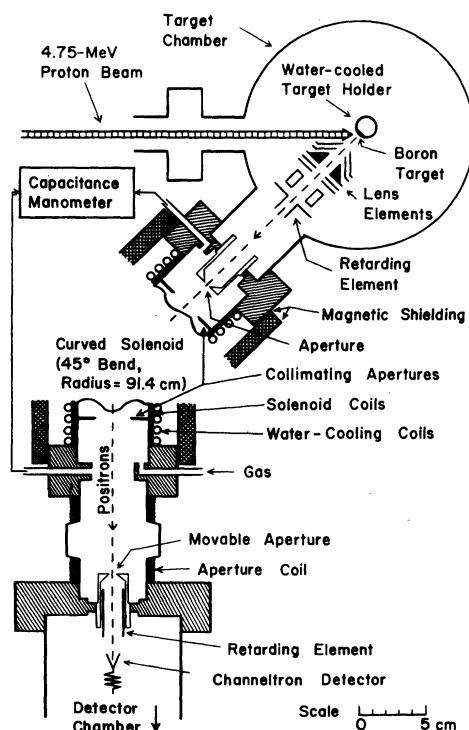 Target
Chamber
4.75-MeV
Proton Beam
Water-cooled
Target Holder
Boron
Target
Capacitance
Manometer
Lens
Elements
Retarding
Element
Magnetic Shielding
Aperture
Curved Solenoid
(45° Bend,
Radius = 91.4 cm)
Collimating Apertures
Solenoid Coils
Water-Cooling Coils
Positrons
Gas
Movable Aperture
Aperture Coil
Retarding Element
Channeltron Detector
Detector
Chamber
Scale
0 5 cm